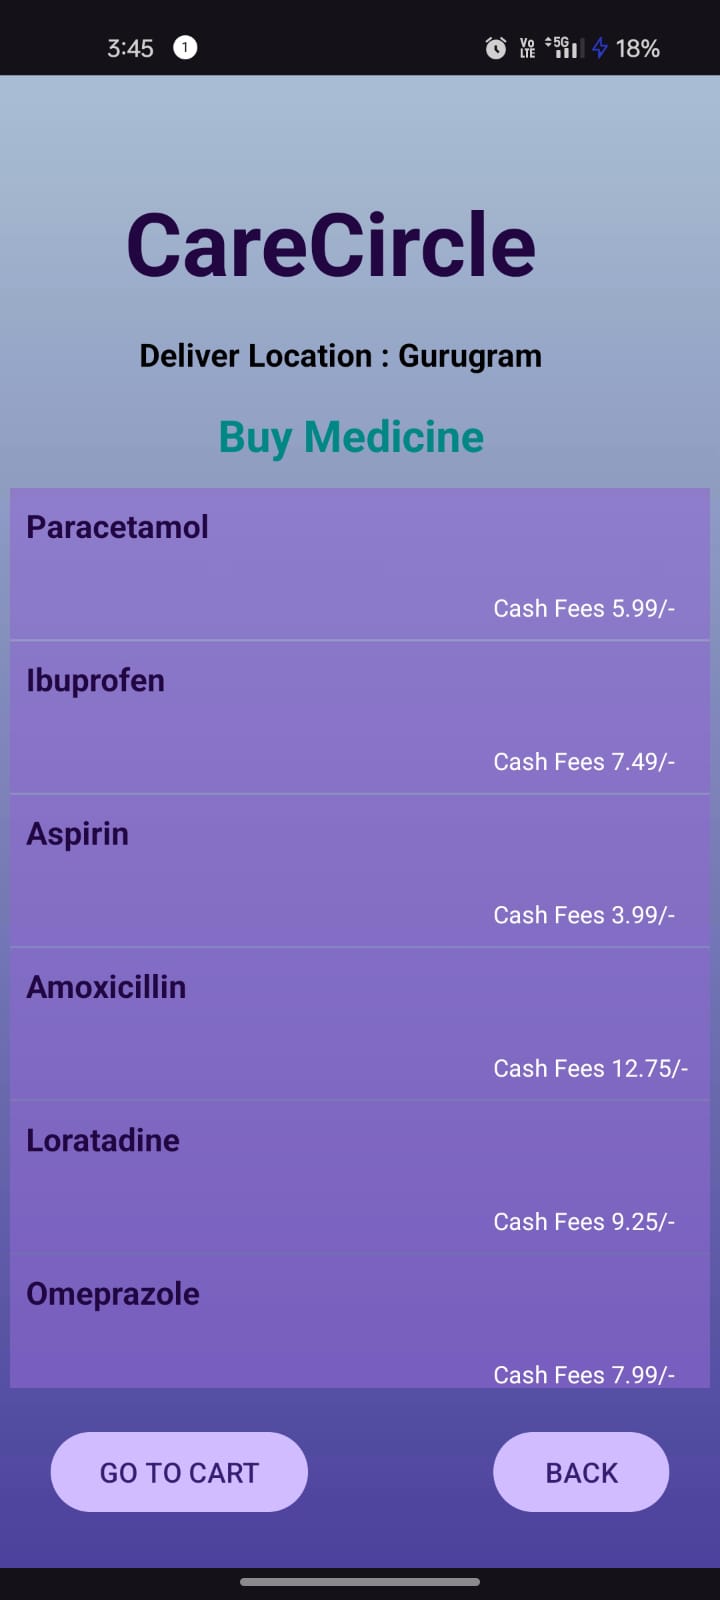 3:45 1 Vo LTE 5G 18%
CareCircle
Deliver Location : Gurugram
Buy Medicine
Paracetamol
Cash Fees 5.99/-
Ibuprofen
Cash Fees 7.49/-
Aspirin
Cash Fees 3.99/-
Amoxicillin
Cash Fees 12.75/-
Loratadine
Cash Fees 9.25/-
Omeprazole
Cash Fees 7.99/-
GO TO CART BACK